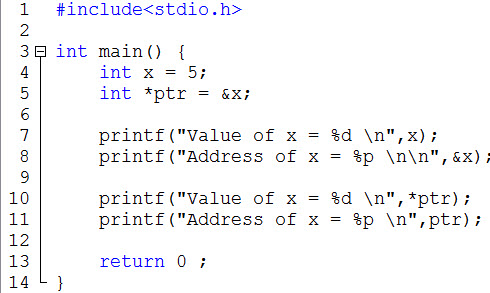 1 #include<stdio.h>
2
3 int main() {
4 int x = 5;
5 int *ptr = &x;
6
7 printf("Value of x = %d \n",x);
8 printf("Address of x = %p \n\n",&x);
9
10 printf("Value of x = %d \n",*ptr);
11 printf("Address of x = %p \n",ptr);
12
13 return 0 ;
14 }